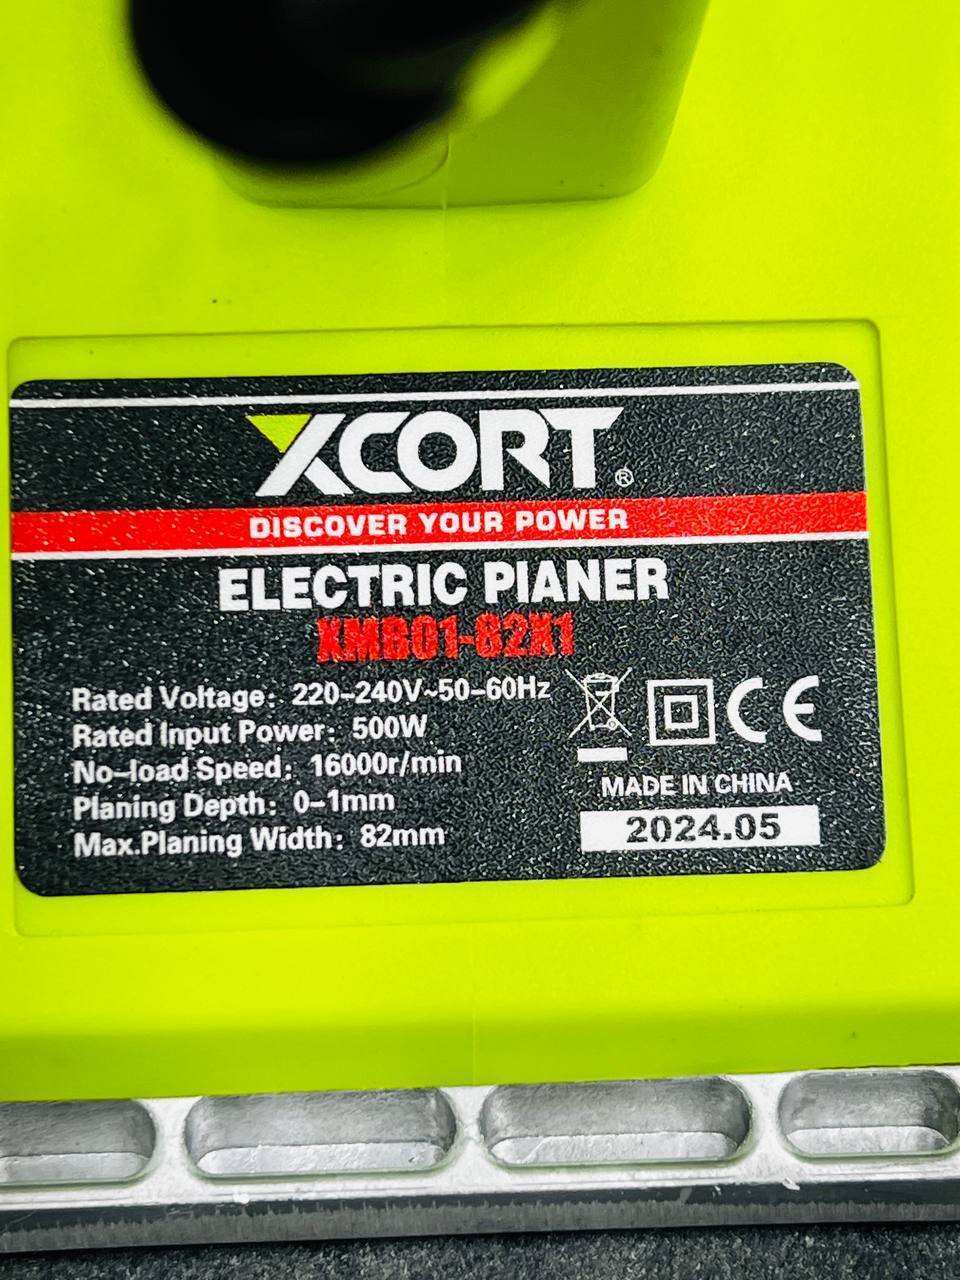 XCORT®
DISCOVER YOUR POWER
ELECTRIC PIANER
XMB01-82X1
Rated Voltage: 220-240V~50-60Hz
Rated Input Power: 500W
No-load Speed: 16000r/min
Planing Depth: 0-1mm
Max.Planing Width: 82mm
CE
MADE IN CHINA
2024.05